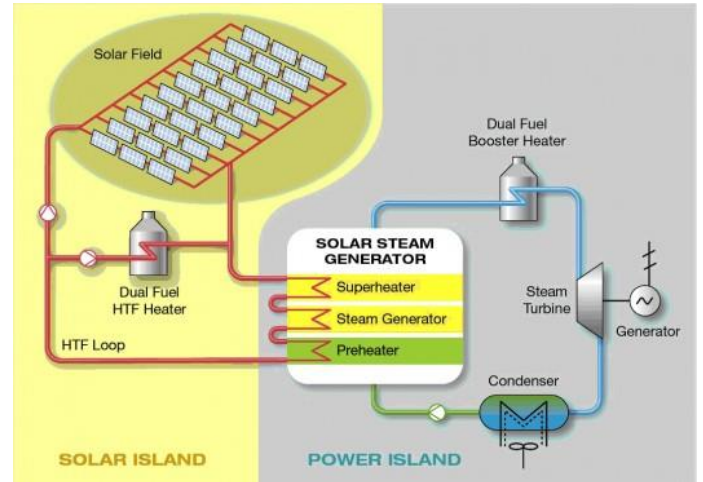 Solar Field
Dual Fuel
Booster Heater
SOLAR STEAM
GENERATOR
Superheater
Steam Generator
Preheater
Dual Fuel
HTF Heater
Steam
Turbine
Generator
HTF Loop
Condenser
SOLAR ISLAND
POWER ISLAND